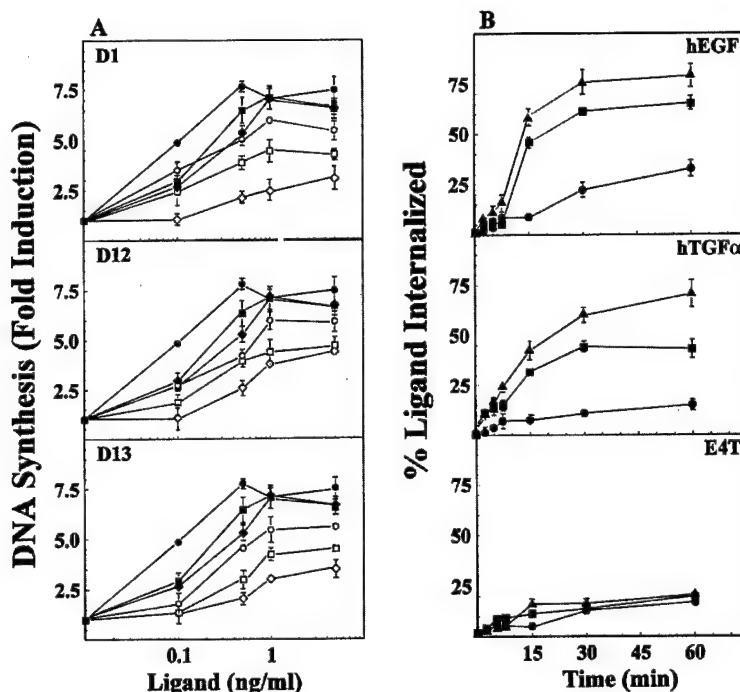 A
D1
7.5
5.0
2.5
D12
7.5
5.0
2.5
D13
7.5
5.0
2.5
0.1
1
Ligand (ng/ml)
DNA Synthesis (Fold Induction)
B
hEGF
75
50
25
hTGFα
75
50
25
E4T
75
50
25
15
30
45
60
Time (min)
% Ligand Internalized